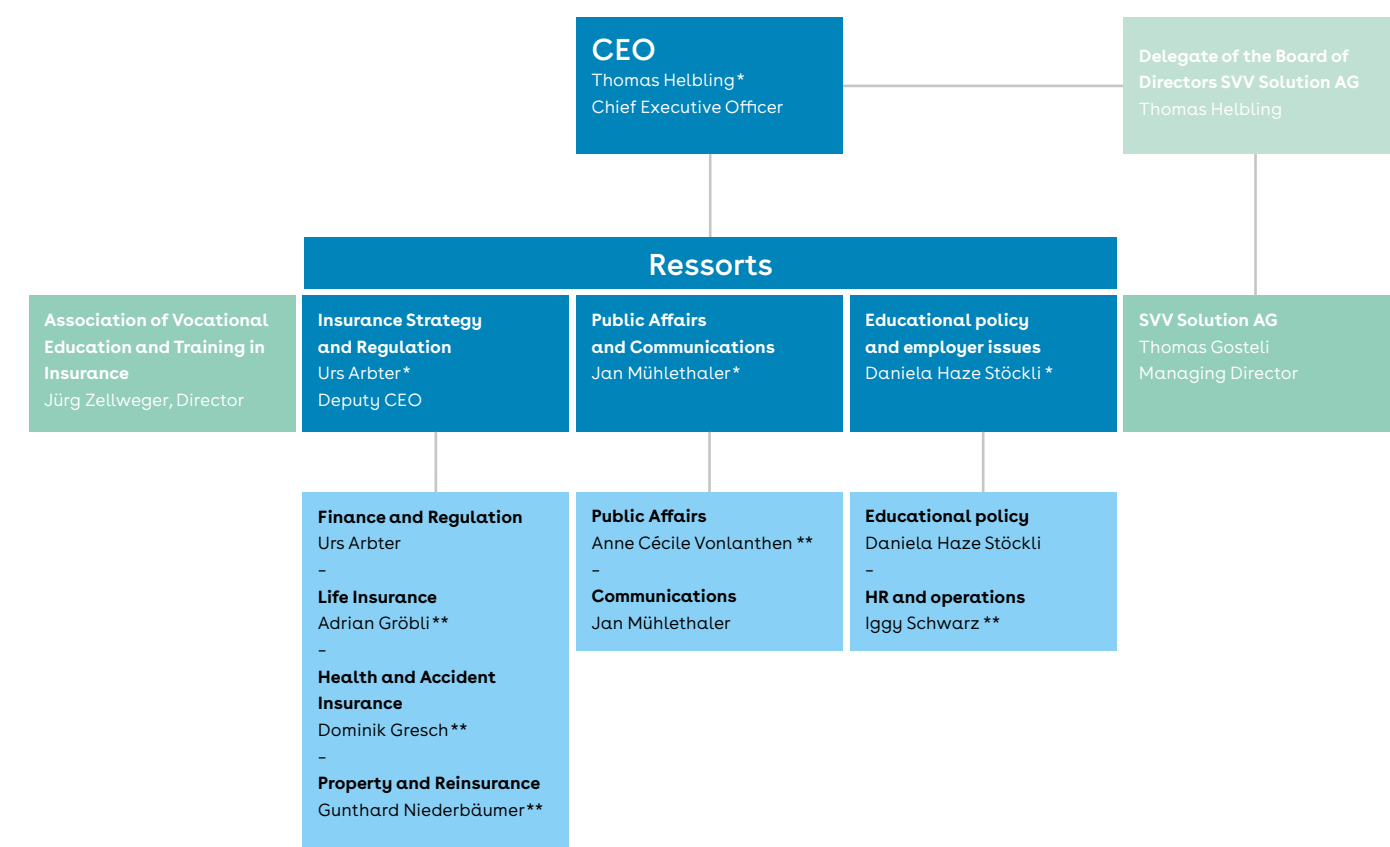 CEO
Thomas Helbling*
Chief Executive Officer
Delegate of the Board of
Directors SVV Solution AG
Thomas Helbling
Ressorts
Association of Vocational
Education and Training in
Insurance
Jürg Zellweger, Director
Insurance Strategy
and Regulation
Urs Arbter*
Deputy CEO
Public Affairs
and Communications
Jan Mühlethaler*
Educational policy
and employer issues
Daniela Haze Stöckli *
SVV Solution AG
Thomas Gosteli
Managing Director
Finance and Regulation
Urs Arbter
–
Life Insurance
Adrian Gröbli**
–
Health and Accident
Insurance
Dominik Gresch**
–
Property and Reinsurance
Gunthard Niederbäumer**
Public Affairs
Anne Cécile Vonlanthen **
–
Communications
Jan Mühlethaler
Educational policy
Daniela Haze Stöckli
–
HR and operations
Iggy Schwarz **